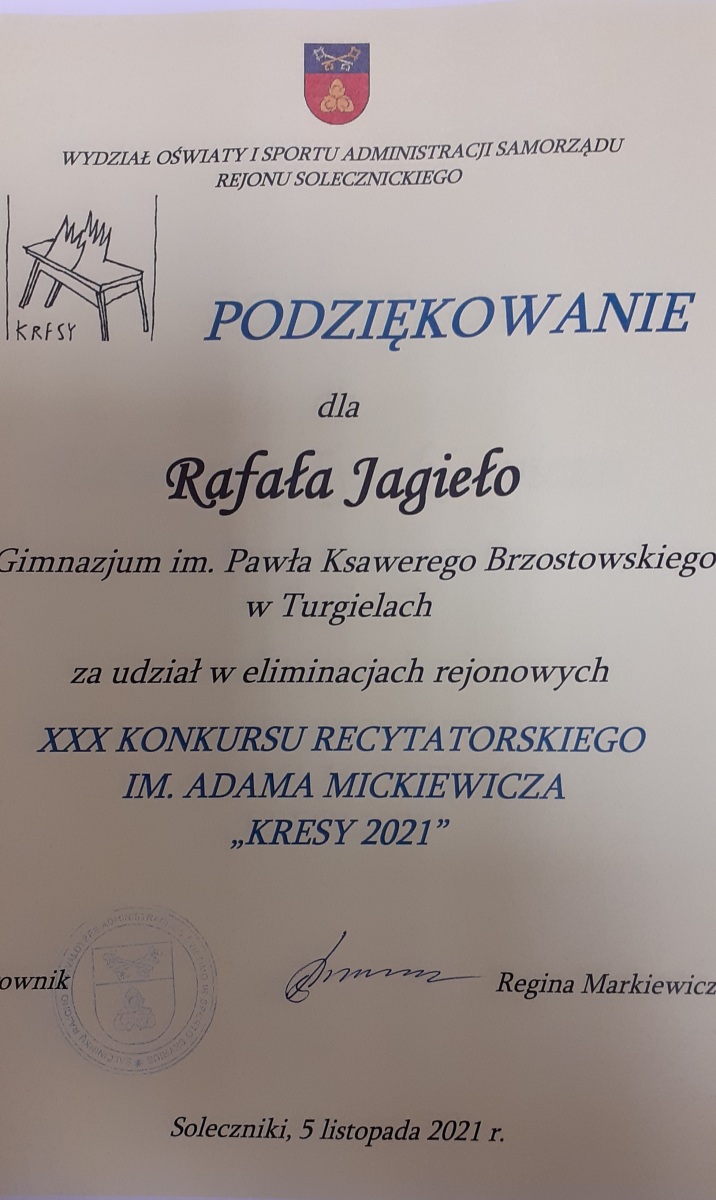 WYDZIAŁ OŚWIATY I SPORTU ADMINISTRACJI SAMORZĄDU
REJONU SOLECZNICKIEGO
KRESY
PODZIĘKOWANIE
dla
Rafała Jagieło
Gimnazjum im. Pawła Ksawerego Brzostowskiego
w Turgielach
za udział w eliminacjach rejonowych
XXX KONKURSU RECYTATORSKIEGO
IM. ADAMA MICKIEWICZA
„KRESY 2021”
ownik
Regina Markiewicz
Soleczniki, 5 listopada 2021 r.